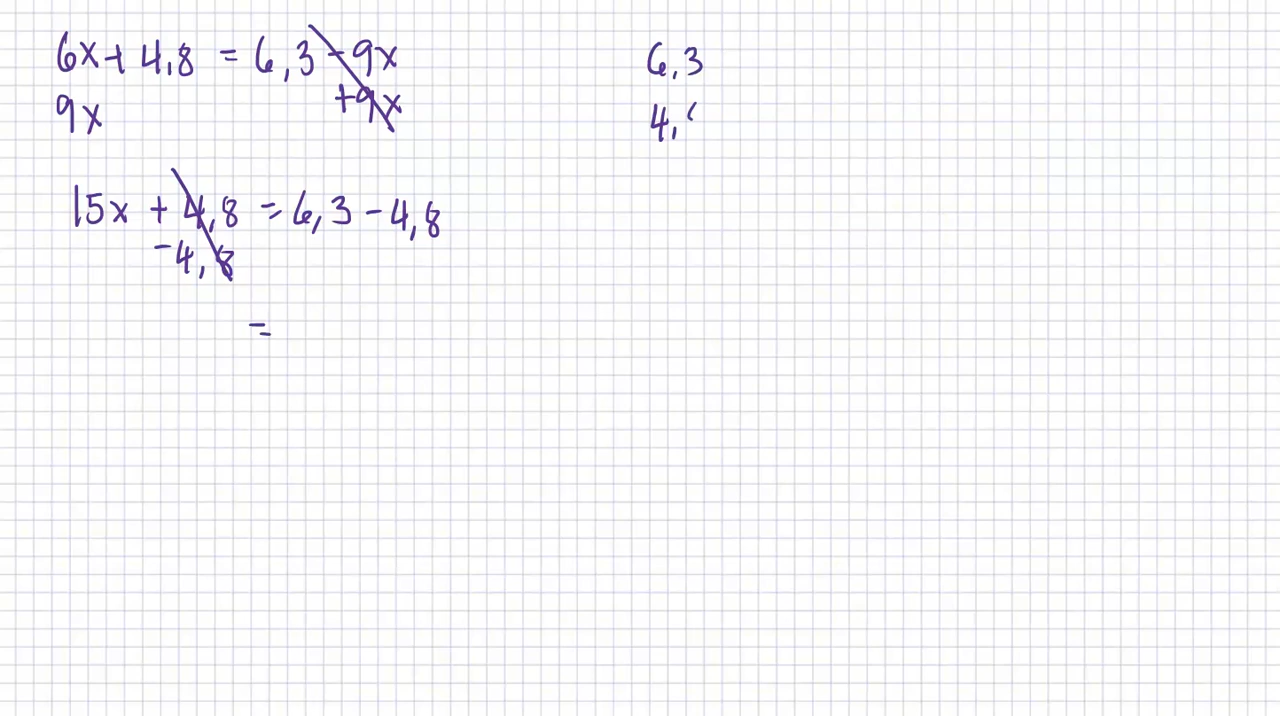 6x + 4,8 = 6,3 - 9x
9x +9x
15x + 4,8 = 6,3 - 4,8
-4,8
=
6,3
4,